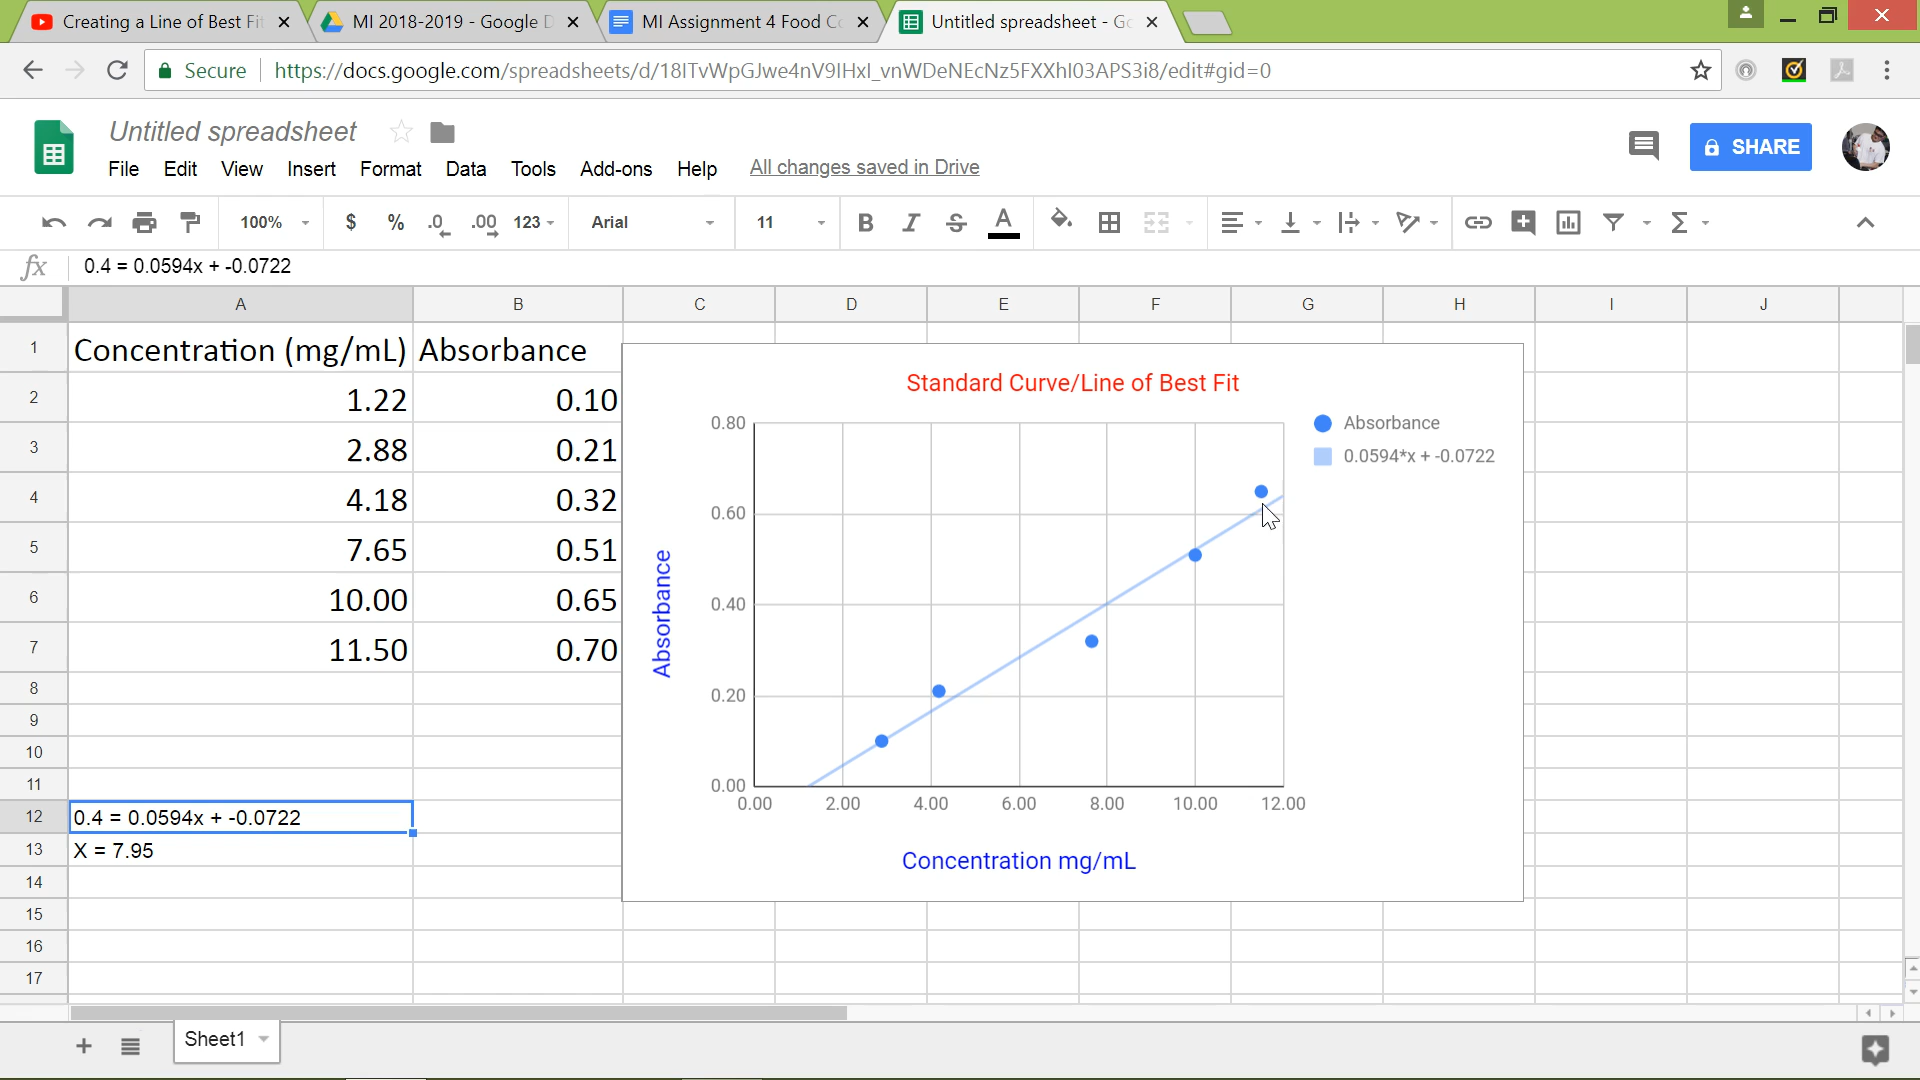 Creating a Line of Best Fi
MI 2018-2019 - Google D
MI Assignment 4 Food C
Untitled spreadsheet - Go
Secure
https://docs.google.com/spreadsheets/d/18ITvWpGJwe4nV9IHxI_vnWDeNEcNz5FXXhI03APS3i8/edit#gid=0
Untitled spreadsheet
File Edit View Insert Format Data Tools Add-ons Help All changes saved in Drive
SHARE
100% $ % .0 .00 123 Arial 11 B I S A
fx 0.4 = 0.0594x + -0.0722
A B C D E F G H I J
1 Concentration (mg/mL) Absorbance
2 1.22 0.10
3 2.88 0.21
4 4.18 0.32
5 7.65 0.51
6 10.00 0.65
7 11.50 0.70
8
9
10
11
12 0.4 = 0.0594x + -0.0722
13 X = 7.95
14
15
16
17
Standard Curve/Line of Best Fit
Absorbance
0.0594*x + -0.0722
0.80
0.60
0.40
0.20
0.00
Absorbance
0.00 2.00 4.00 6.00 8.00 10.00 12.00
Concentration mg/mL
Sheet1